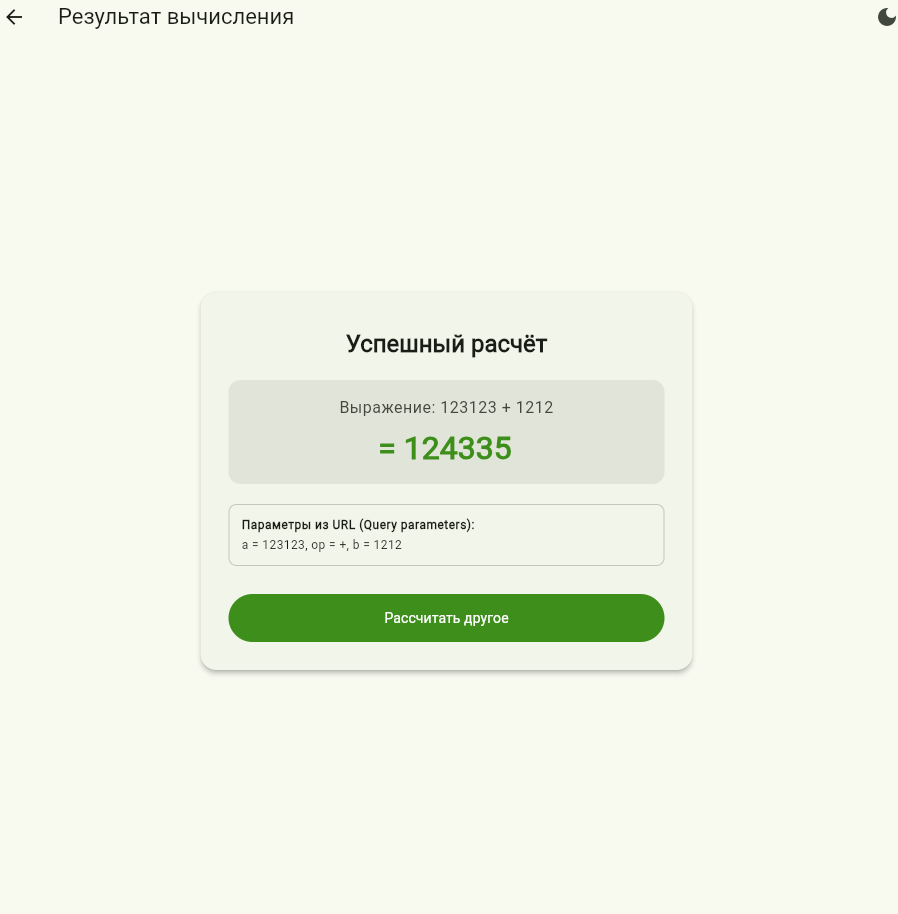 Результат вычисления
Успешный расчёт
Выражение: 123123 + 1212
= 124335
Параметры из URL (Query parameters):
a = 123123, op = +, b = 1212
Рассчитать другое